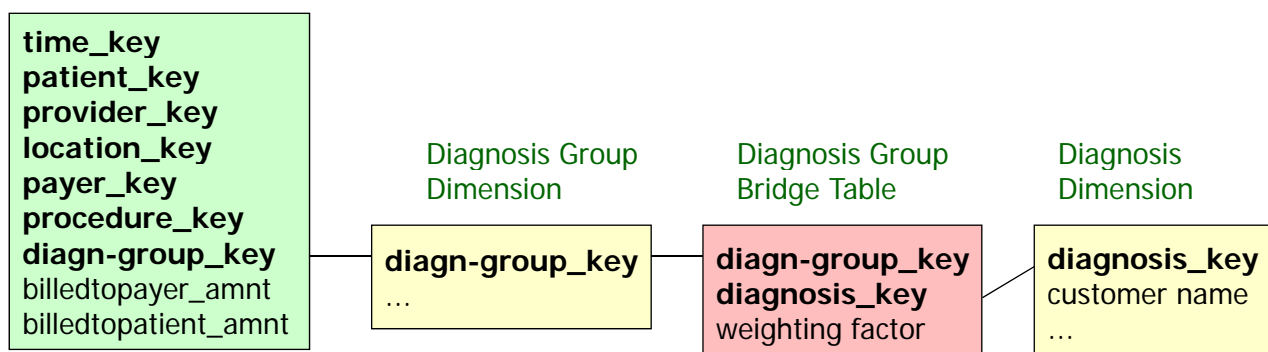 time_key
patient_key
provider_key
location_key
payer_key
procedure_key
diagn-group_key
billedtopayer_amnt
billedtopatient_amnt
Diagnosis Group
Dimension
diagn-group_key
…
Diagnosis Group
Bridge Table
diagn-group_key
diagnosis_key
weighting factor
Diagnosis
Dimension
diagnosis_key
customer name
…